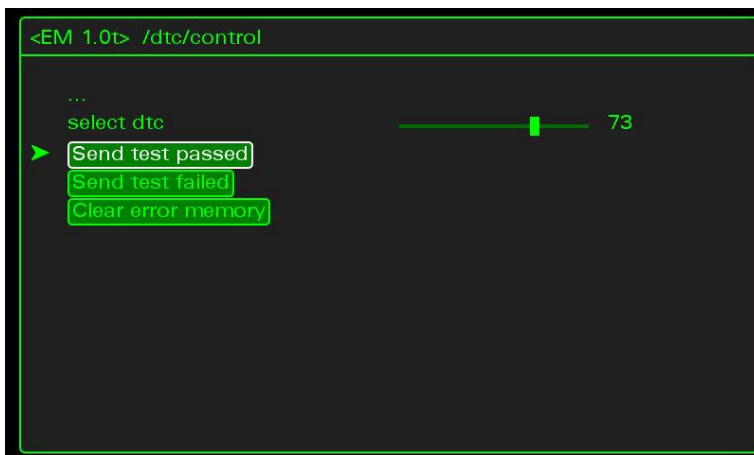 <EM 1.0t> /dtc/control
...
select dtc 73
Send test passed
Send test failed
Clear error memory